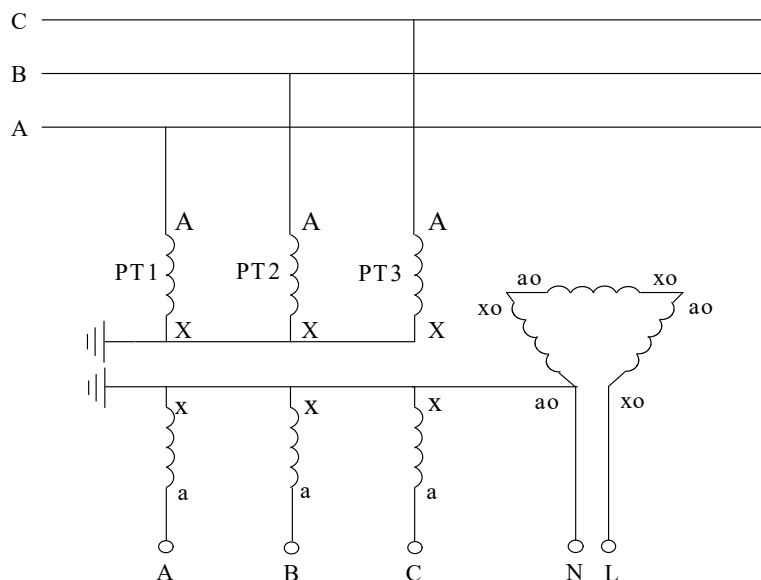 C
B
A
A A A
PT1 PT2 PT3
ao xo
xo ao
X X X
ao xo
x x x
a a a
A B C N L